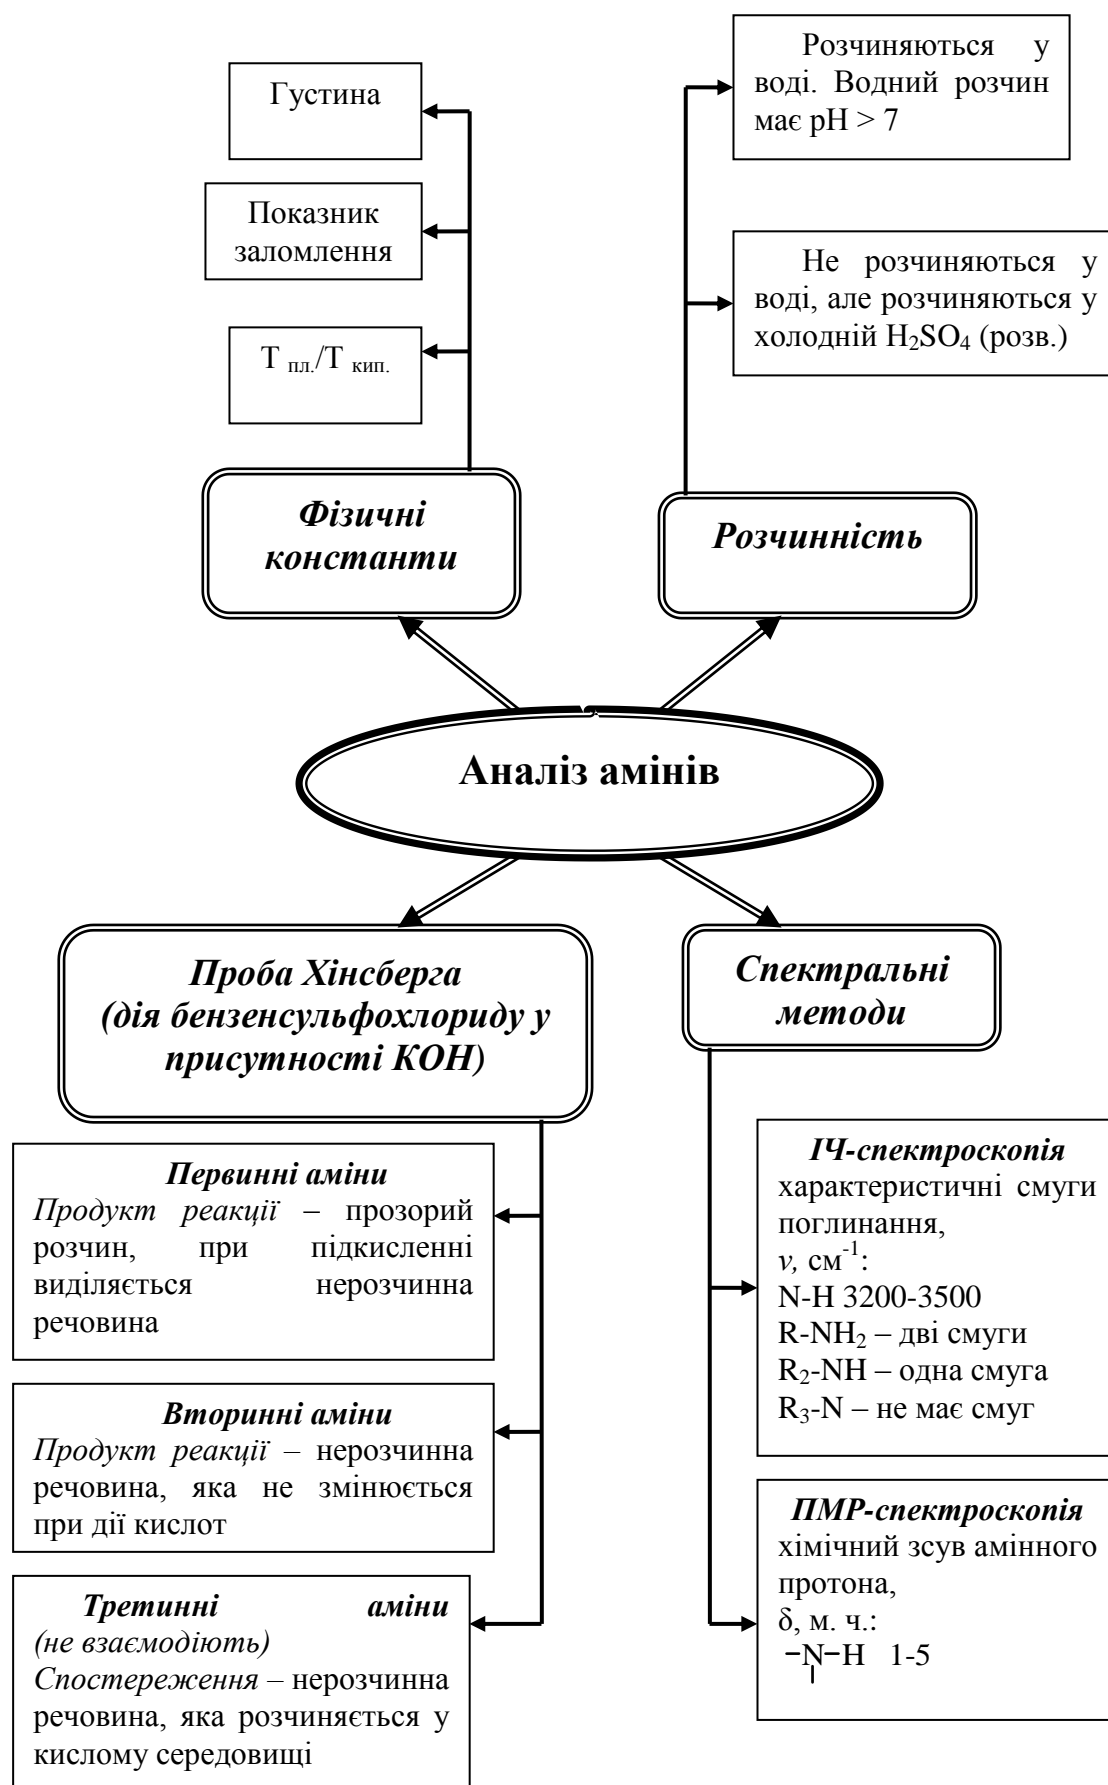 Густина
Показник
заломлення
Т пл./Т кип.
Фізичні
константи
Розчиняються у
воді. Водний розчин
має pH > 7
Не розчиняються у
воді, але розчиняються у
холодній H₂SO₄ (розв.)
Розчинність
Аналіз амінів
Проба Хінсберга
(дія бензенсульфохлориду у
присутності КОН)
Первинні аміни
Продукт реакції – прозорий
розчин, при підкисленні
виділяється нерозчинна
речовина
Вторинні аміни
Продукт реакції – нерозчинна
речовина, яка не змінюється
при дії кислот
Третинні аміни
(не взаємодіють)
Спостереження – нерозчинна
речовина, яка розчиняється у
кислому середовищі
Спектральні
методи
ІЧ-спектроскопія
характеристичні смуги
поглинання,
ν, см⁻¹:
N-H 3200-3500
R-NH₂ – дві смуги
R₂-NH – одна смуга
R₃-N – не має смуг
ПМР-спектроскопія
хімічний зсув амінного
протона,
δ, м. ч.:
–N–H 1-5